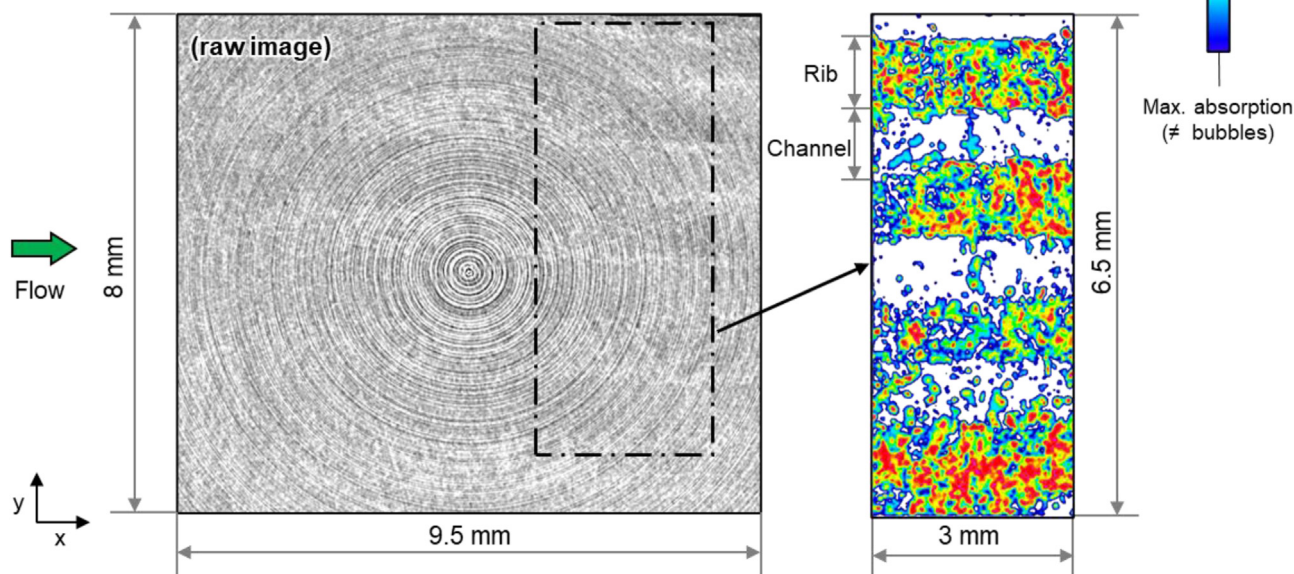 (raw image)
Rib
Channel
Max. absorption
(≠ bubbles)
Flow
8 mm
6.5 mm
y
x
9.5 mm
3 mm